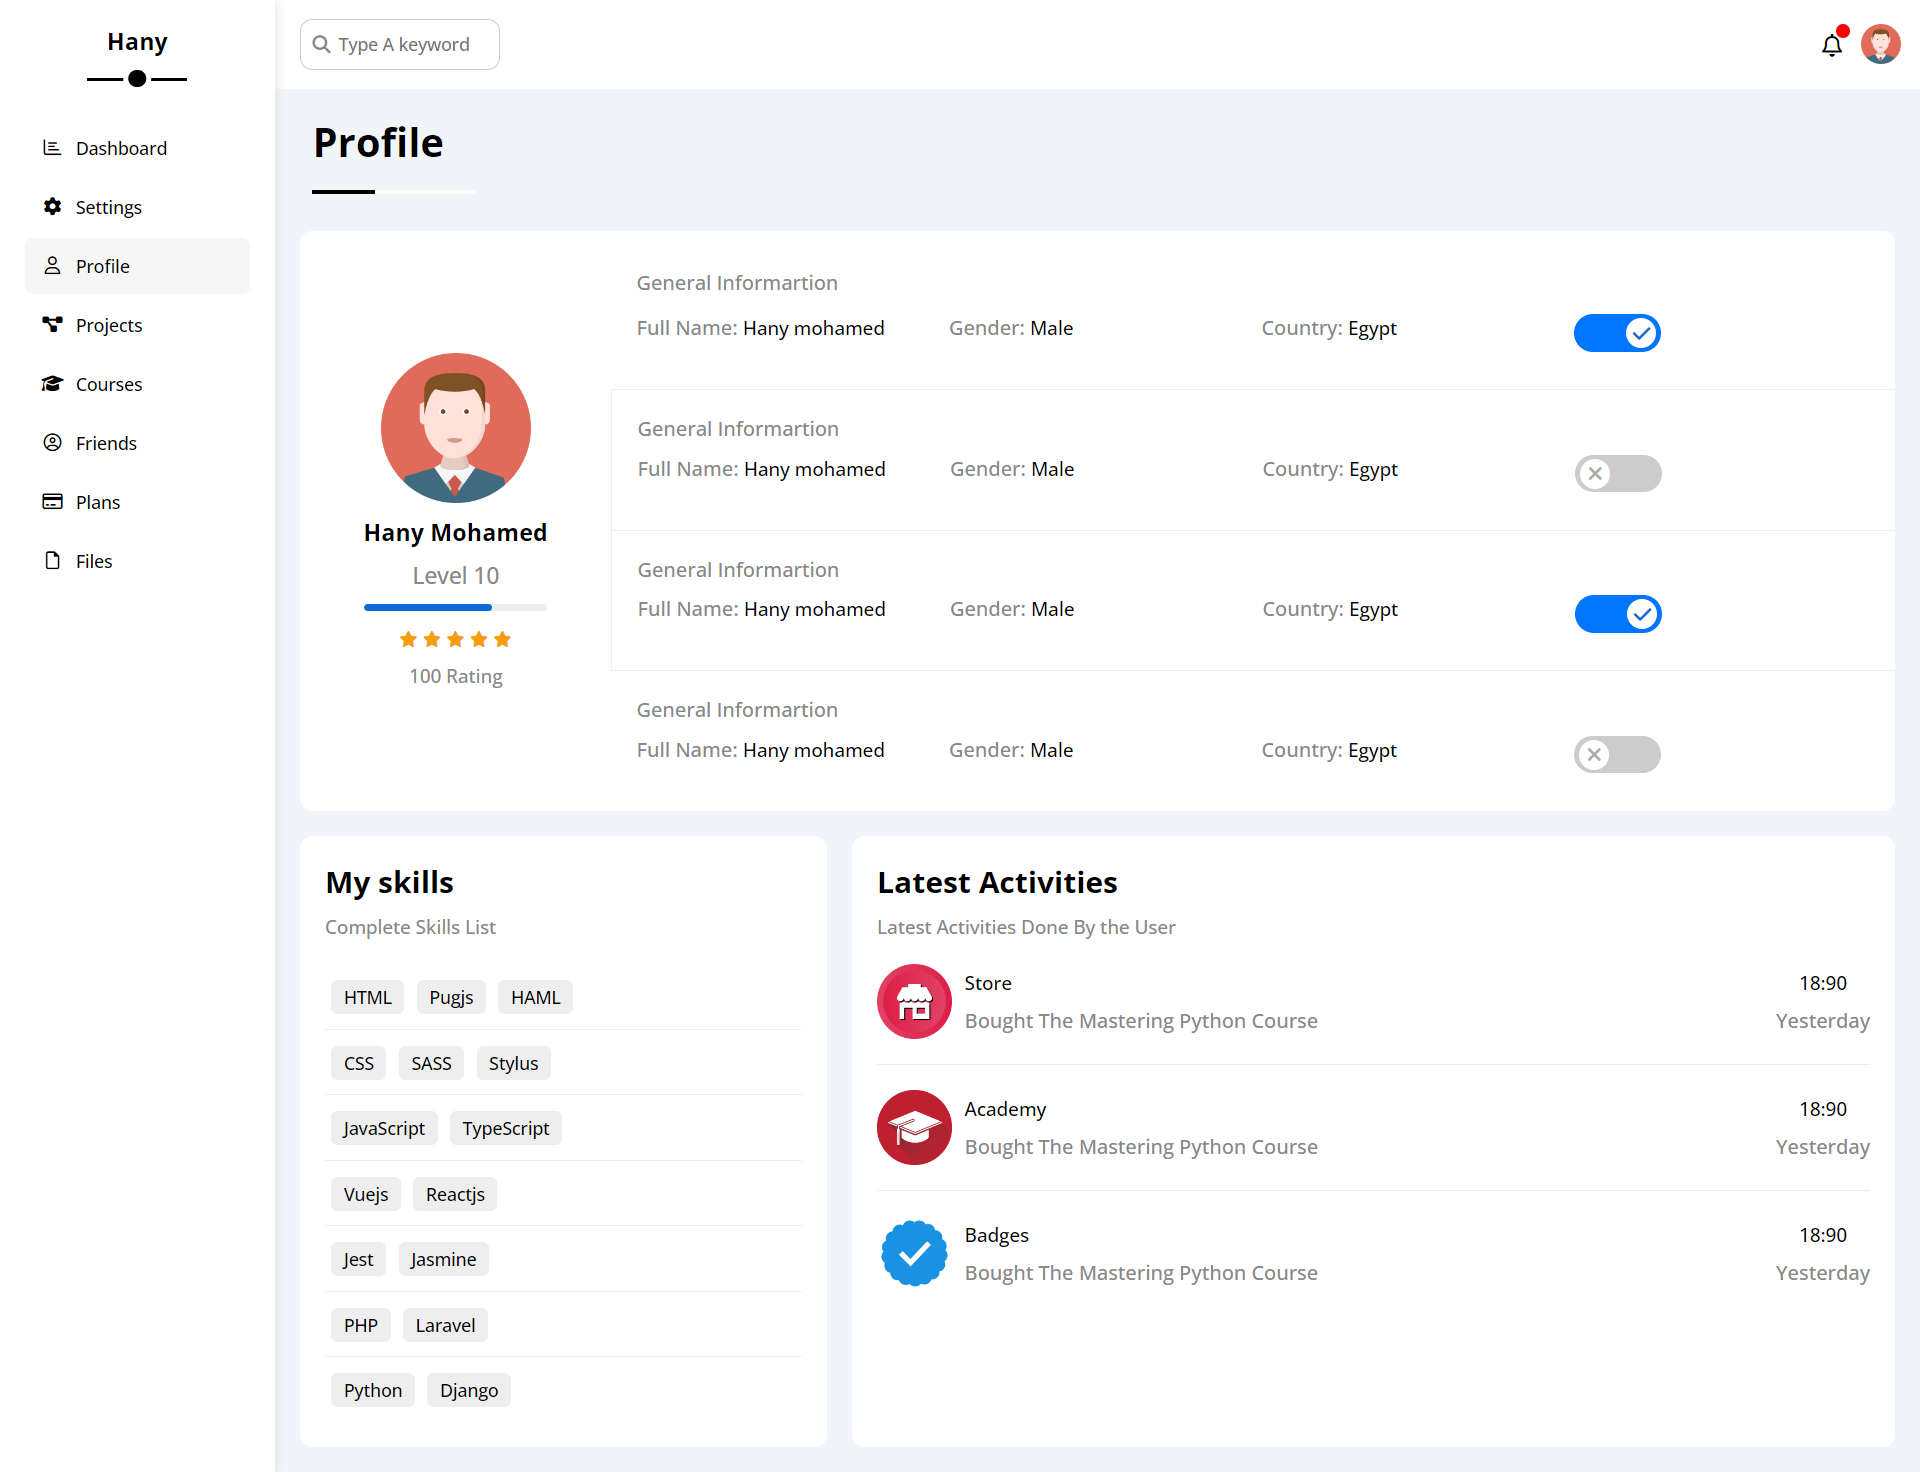 Hany
Dashboard
Settings
Profile
Projects
Courses
Friends
Plans
Files
Type A keyword
Profile
Hany Mohamed
Level 10
100 Rating
General Informartion
Full Name: Hany mohamed Gender: Male Country: Egypt
General Informartion
Full Name: Hany mohamed Gender: Male Country: Egypt
General Informartion
Full Name: Hany mohamed Gender: Male Country: Egypt
General Informartion
Full Name: Hany mohamed Gender: Male Country: Egypt
My skills
Complete Skills List
HTML Pugjs HAML
CSS SASS Stylus
JavaScript TypeScript
Vuejs Reactjs
Jest Jasmine
PHP Laravel
Python Django
Latest Activities
Latest Activities Done By the User
Store 18:90
Bought The Mastering Python Course Yesterday
Academy 18:90
Bought The Mastering Python Course Yesterday
Badges 18:90
Bought The Mastering Python Course Yesterday